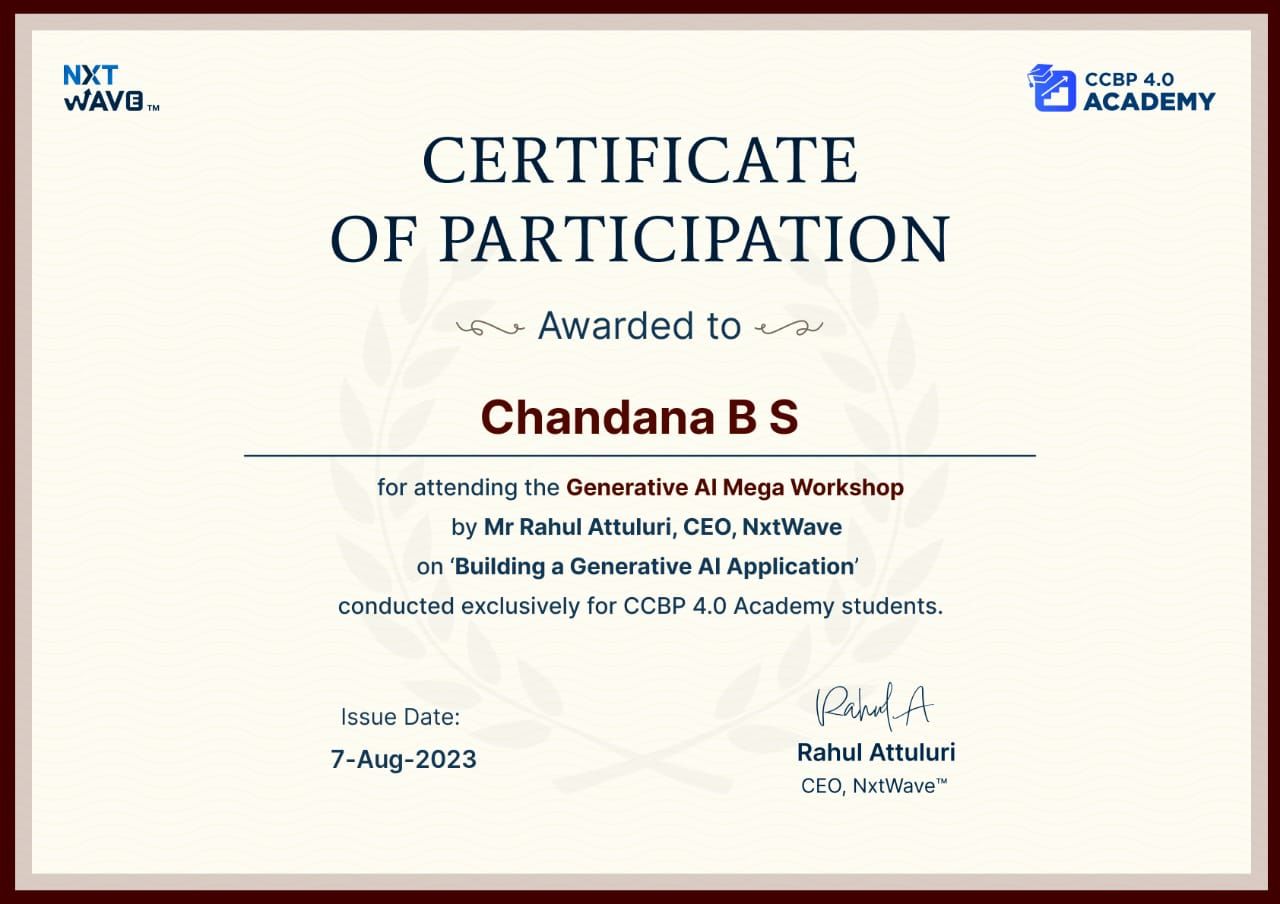 NXT
WAVE™
CCBP 4.0
ACADEMY
CERTIFICATE
OF PARTICIPATION
Awarded to
Chandana B S
for attending the Generative AI Mega Workshop
by Mr Rahul Attuluri, CEO, NxtWave
on ‘Building a Generative AI Application’
conducted exclusively for CCBP 4.0 Academy students.
Issue Date:
7-Aug-2023
Rahul A
Rahul Attuluri
CEO, NxtWave™